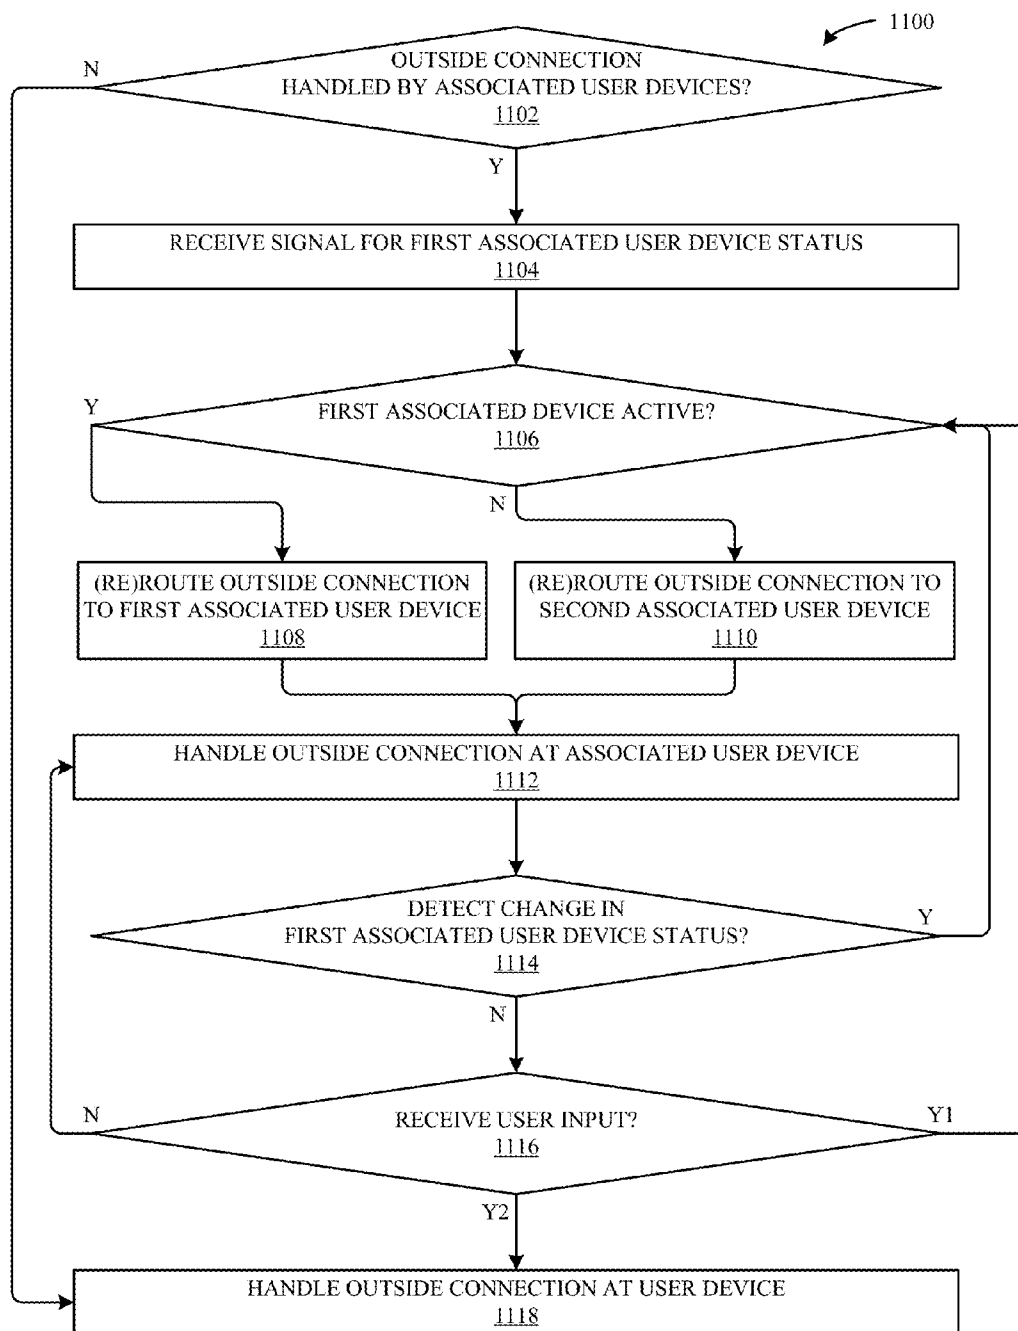 1100
OUTSIDE CONNECTION
HANDLED BY ASSOCIATED USER DEVICES?
1102
N
Y
RECEIVE SIGNAL FOR FIRST ASSOCIATED USER DEVICE STATUS
1104
Y
FIRST ASSOCIATED DEVICE ACTIVE?
1106
N
(RE)ROUTE OUTSIDE CONNECTION
TO FIRST ASSOCIATED USER DEVICE
1108
(RE)ROUTE OUTSIDE CONNECTION TO
SECOND ASSOCIATED USER DEVICE
1110
HANDLE OUTSIDE CONNECTION AT ASSOCIATED USER DEVICE
1112
DETECT CHANGE IN
FIRST ASSOCIATED USER DEVICE STATUS?
1114
Y
N
N
RECEIVE USER INPUT?
1116
Y1
Y2
HANDLE OUTSIDE CONNECTION AT USER DEVICE
1118